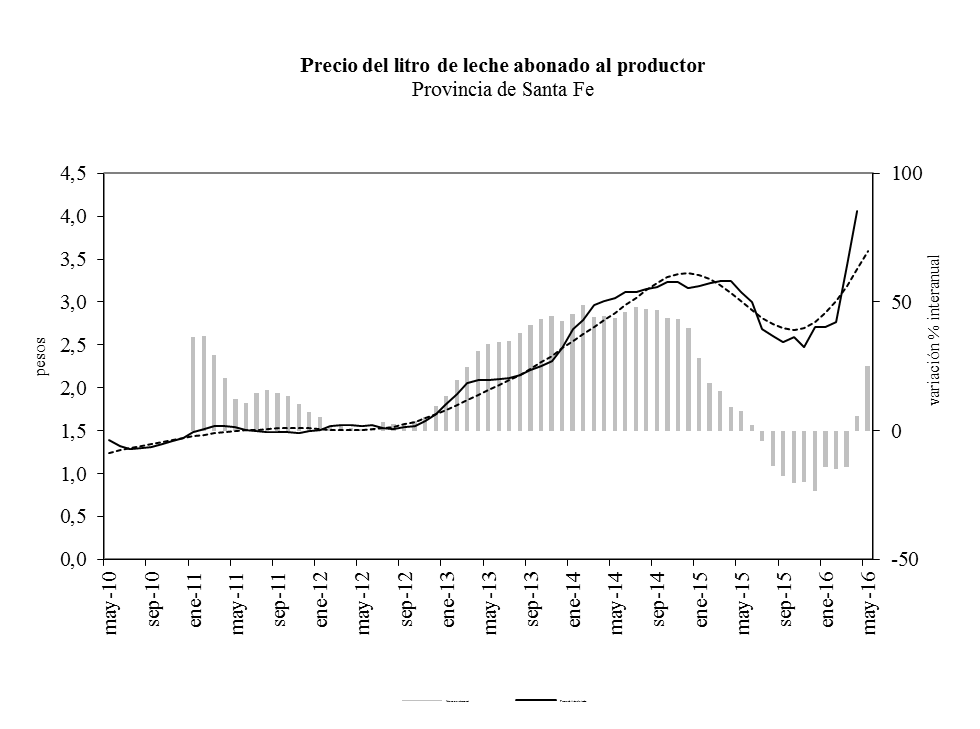 Precio del litro de leche abonado al productor
Provincia de Santa Fe
4,5
4,0
3,5
3,0
2,5
2,0
1,5
1,0
0,5
0,0
pesos
100
50
0
-50
variación % interanual
may-10
sep-10
ene-11
may-11
sep-11
ene-12
may-12
sep-12
ene-13
may-13
sep-13
ene-14
may-14
sep-14
ene-15
may-15
sep-15
ene-16
may-16